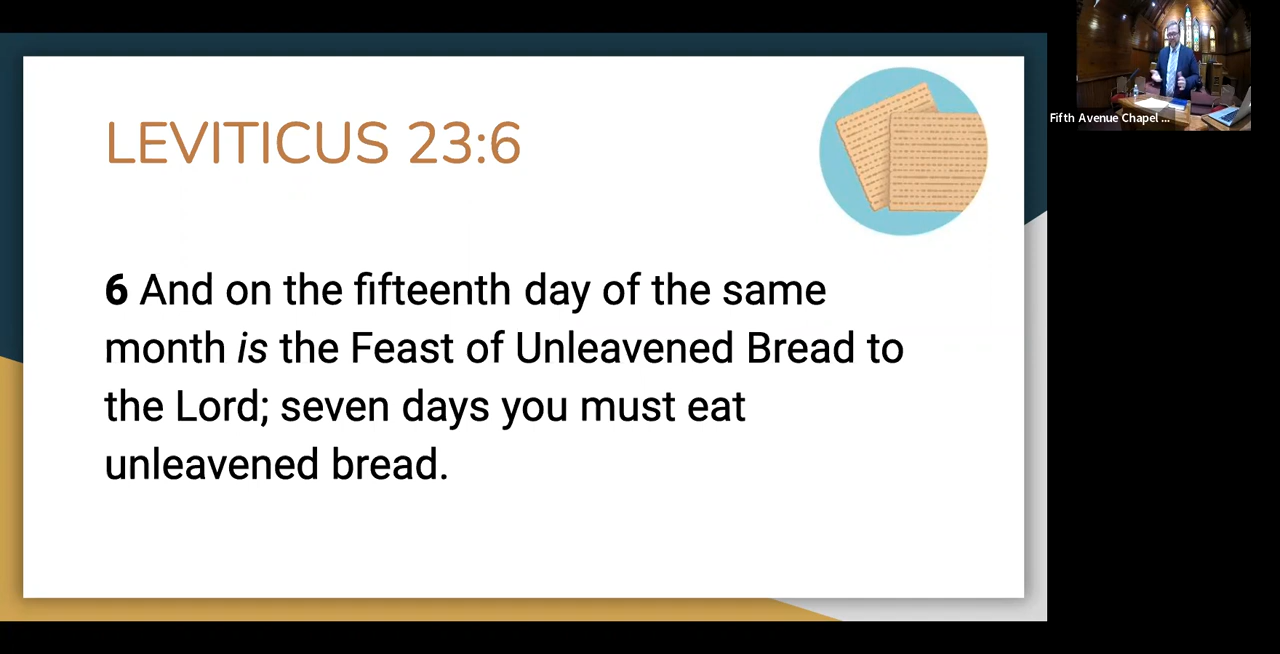 LEVITICUS 23:6
6 And on the fifteenth day of the same
month is the Feast of Unleavened Bread to
the Lord; seven days you must eat
unleavened bread.
Fifth Avenue Chapel ...